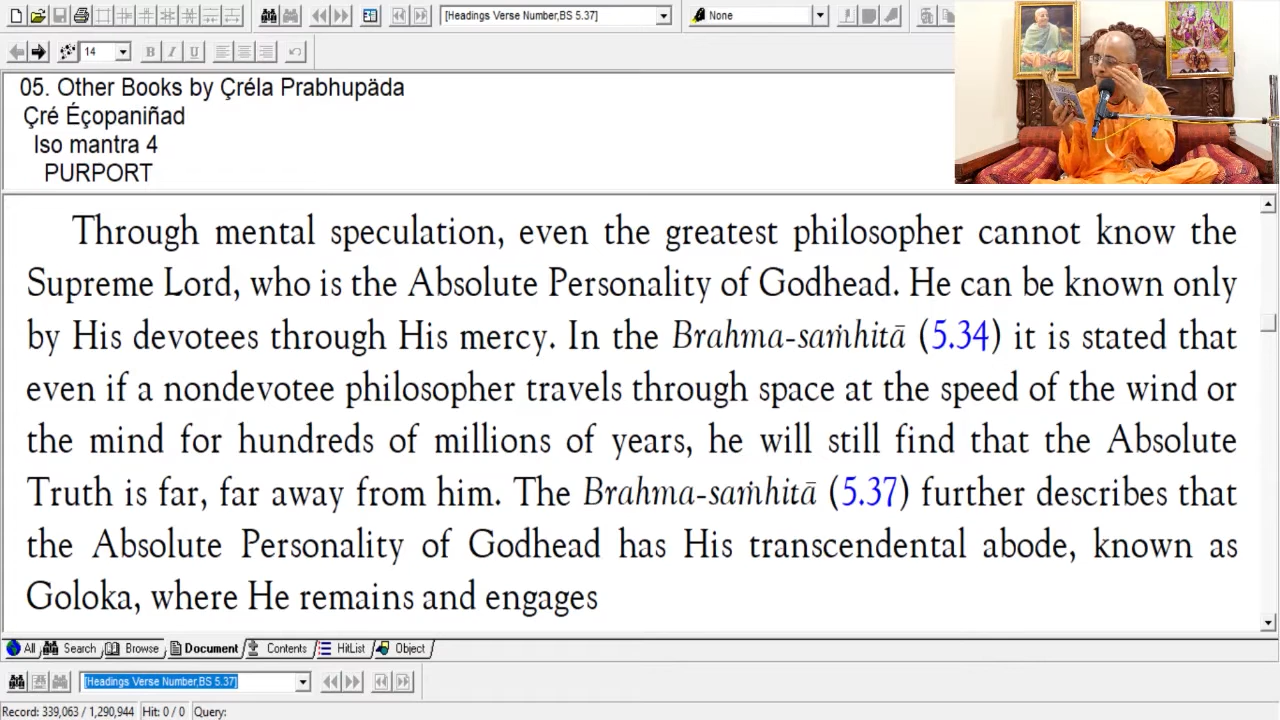 [Headings Verse Number,BS 5.37]
None
14
B I U
05. Other Books by Çréla Prabhupäda
Çré Éçopaniñad
Iso mantra 4
PURPORT
Through mental speculation, even the greatest philosopher cannot know the
Supreme Lord, who is the Absolute Personality of Godhead. He can be known only
by His devotees through His mercy. In the Brahma-saṁhitā (5.34) it is stated that
even if a nondevotee philosopher travels through space at the speed of the wind or
the mind for hundreds of millions of years, he will still find that the Absolute
Truth is far, far away from him. The Brahma-saṁhitā (5.37) further describes that
the Absolute Personality of Godhead has His transcendental abode, known as
Goloka, where He remains and engages
All Search Browse Document Contents HitList Object
[Headings Verse Number,BS 5.37]
Record: 339,063 / 1,290,944 Hit: 0 / 0 Query: